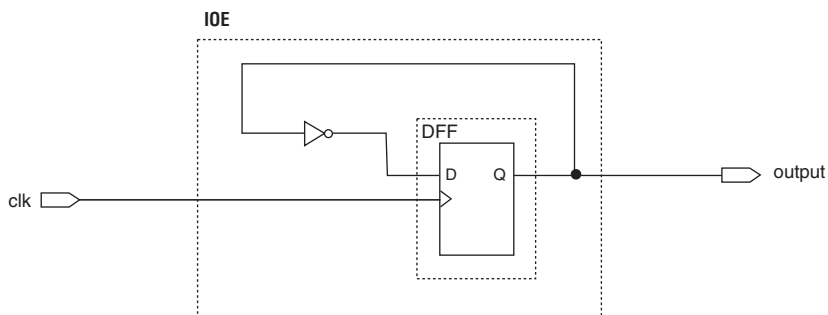 IOE
DFF
D
Q
clk
output